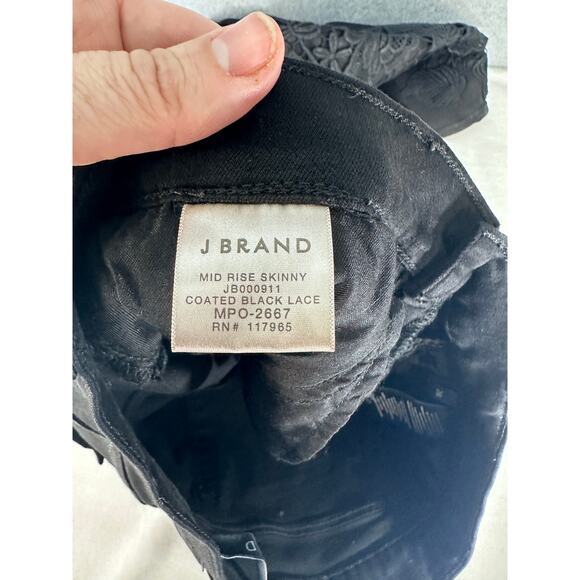 J BRAND
MID RISE SKINNY
JB000911
COATED BLACK LACE
MPO-2667
RN# 117965